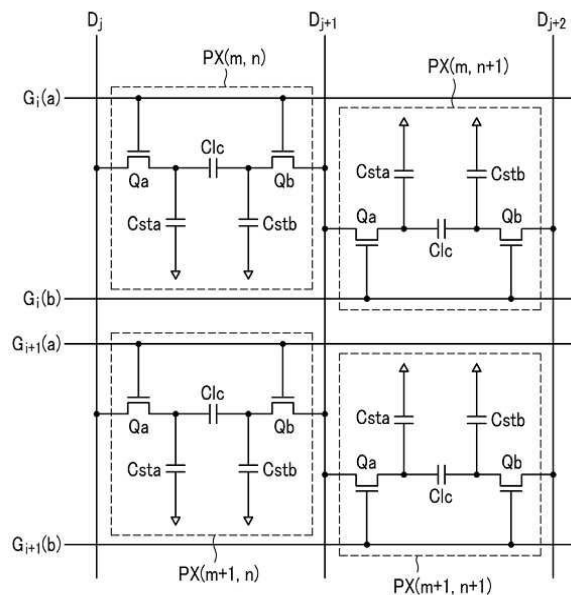 Dj Dj+1 Dj+2
PX(m, n)
PX(m, n+1)
Gi(a)
Clc
Csta Cstb
Qa Qb
Csta Cstb
Qa Qb
Clc
Gi(b)
Gi+1(a)
Clc
Csta Cstb
Qa Qb
Csta Cstb
Qa Qb
Clc
Gi+1(b)
PX(m+1, n)
PX(m+1, n+1)